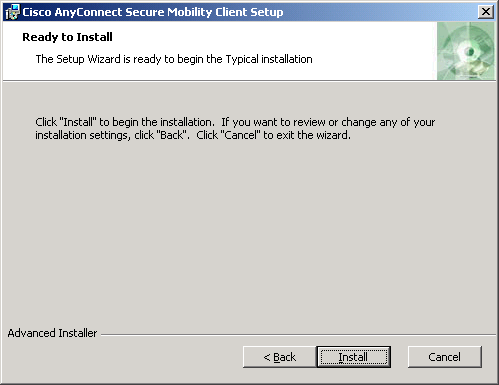 Cisco AnyConnect Secure Mobility Client Setup
Ready to Install
The Setup Wizard is ready to begin the Typical installation
Click "Install" to begin the installation.  If you want to review or change any of your
installation settings, click "Back".  Click "Cancel" to exit the wizard.
Advanced Installer
< Back Install Cancel